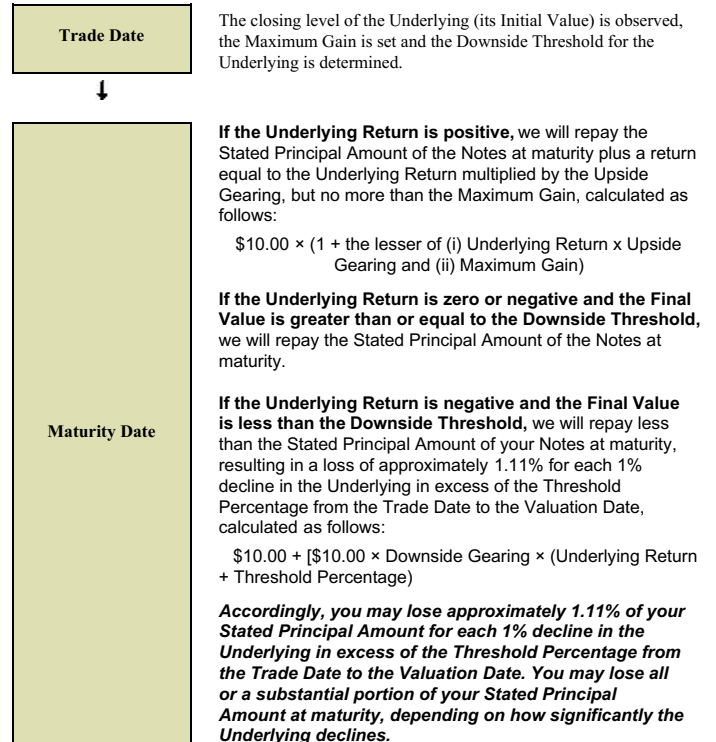 Trade Date
The closing level of the Underlying (its Initial Value) is observed,
the Maximum Gain is set and the Downside Threshold for the
Underlying is determined.
Maturity Date
If the Underlying Return is positive, we will repay the
Stated Principal Amount of the Notes at maturity plus a return
equal to the Underlying Return multiplied by the Upside
Gearing, but no more than the Maximum Gain, calculated as
follows:
$10.00 × (1 + the lesser of (i) Underlying Return x Upside
Gearing and (ii) Maximum Gain)
If the Underlying Return is zero or negative and the Final
Value is greater than or equal to the Downside Threshold,
we will repay the Stated Principal Amount of the Notes at
maturity.
If the Underlying Return is negative and the Final Value
is less than the Downside Threshold, we will repay less
than the Stated Principal Amount of your Notes at maturity,
resulting in a loss of approximately 1.11% for each 1%
decline in the Underlying in excess of the Threshold
Percentage from the Trade Date to the Valuation Date,
calculated as follows:
$10.00 + [$10.00 × Downside Gearing × (Underlying Return
+ Threshold Percentage)
Accordingly, you may lose approximately 1.11% of your
Stated Principal Amount for each 1% decline in the
Underlying in excess of the Threshold Percentage from
the Trade Date to the Valuation Date. You may lose all
or a substantial portion of your Stated Principal
Amount at maturity, depending on how significantly the
Underlying declines.